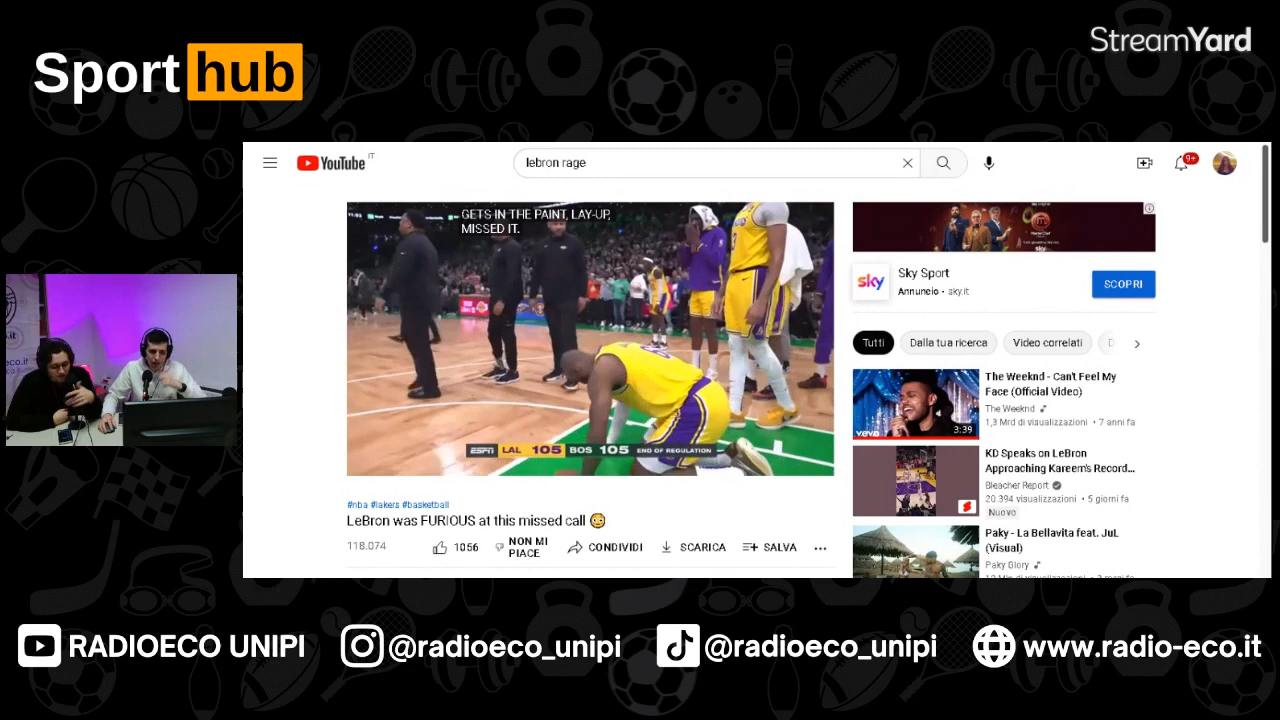 Sport hub
StreamYard
YouTube IT
lebron rage
9+
GETS IN THE PAINT, LAY-UP,
MISSED IT.
ESPN LAL 105 BOS 105 END OF REGULATION
#nba #lakers #basketball
LeBron was FURIOUS at this missed call 😳
118.074
1056
NON MI PIACE
CONDIVIDI
SCARICA
SALVA
sky
Sky Sport
Annuncio • sky.it
SCOPRI
Tutti
Dalla tua ricerca
Video correlati
D
vevo
3:39
The Weeknd - Can't Feel My
Face (Official Video)
The Weeknd
1,3 Mrd di visualizzazioni • 7 anni fa
KD Speaks on LeBron
Approaching Kareem's Record...
Bleacher Report
20.394 visualizzazioni • 5 giorni fa
Nuovo
Paky - La Bellavita feat. JuL
(Visual)
Paky Glory
eco.it
RADIOECO UNIPI
@radioeco_unipi
@radioeco_unipi
www.radio-eco.it